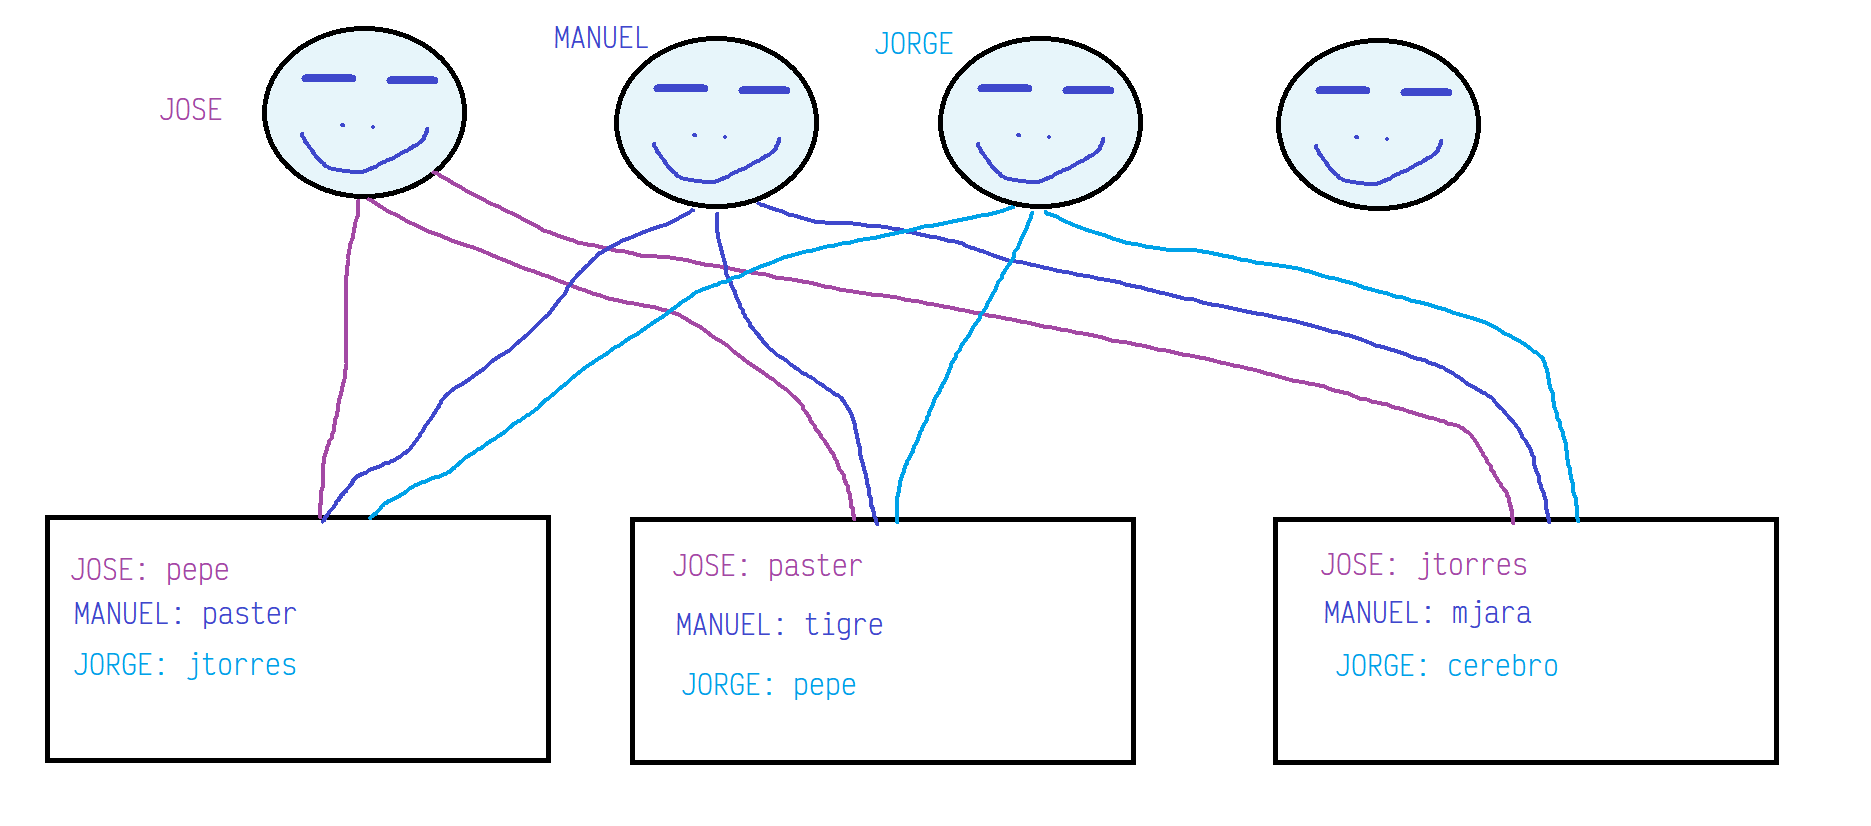 JOSE
MANUEL
JORGE
JOSE: pepe
MANUEL: paster
JORGE: jtorres
JOSE: paster
MANUEL: tigre
JORGE: pepe
JOSE: jtorres
MANUEL: mjara
JORGE: cerebro